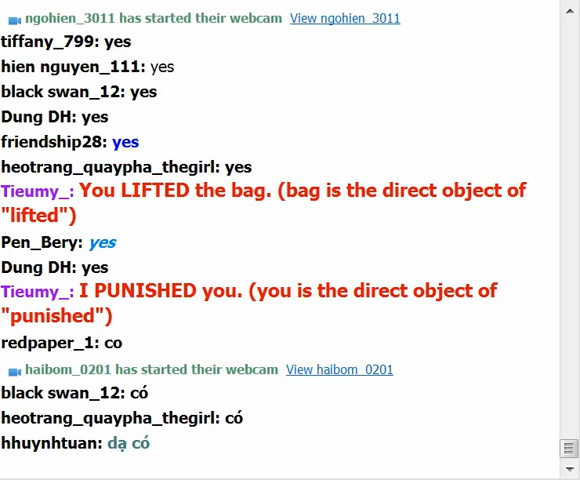 ngohien_3011 has started their webcam View ngohien_3011
tiffany_799: yes
hien nguyen_111: yes
black swan_12: yes
Dung DH: yes
friendship28: yes
heotrang_quaypha_thegirl: yes
Tieumy_: You LIFTED the bag. (bag is the direct object of
"lifted")
Pen_Bery: yes
Dung DH: yes
Tieumy_: I PUNISHED you. (you is the direct object of
"punished")
redpaper_1: co
haibom_0201 has started their webcam View haibom_0201
black swan_12: có
heotrang_quaypha_thegirl: có
hhuynhtuan: dạ có